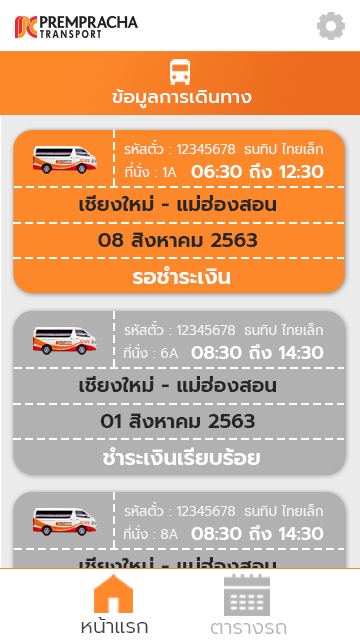 PREMPRACHA
TRANSPORT
ข้อมูลการเดินทาง
รหัสตั๋ว : 12345678 ธนทิป ไทยเล็ก
ที่นั่ง : 1A 06:30 ถึง 12:30
เชียงใหม่ - แม่ฮ่องสอน
08 สิงหาคม 2563
รอชำระเงิน
รหัสตั๋ว : 12345678 ธนทิป ไทยเล็ก
ที่นั่ง : 6A 08:30 ถึง 14:30
เชียงใหม่ - แม่ฮ่องสอน
01 สิงหาคม 2563
ชำระเงินเรียบร้อย
รหัสตั๋ว : 12345678 ธนทิป ไทยเล็ก
ที่นั่ง : 8A 08:30 ถึง 14:30
เชียงใหม่ - แม่ฮ่องสอน
หน้าแรก
ตารางรถ